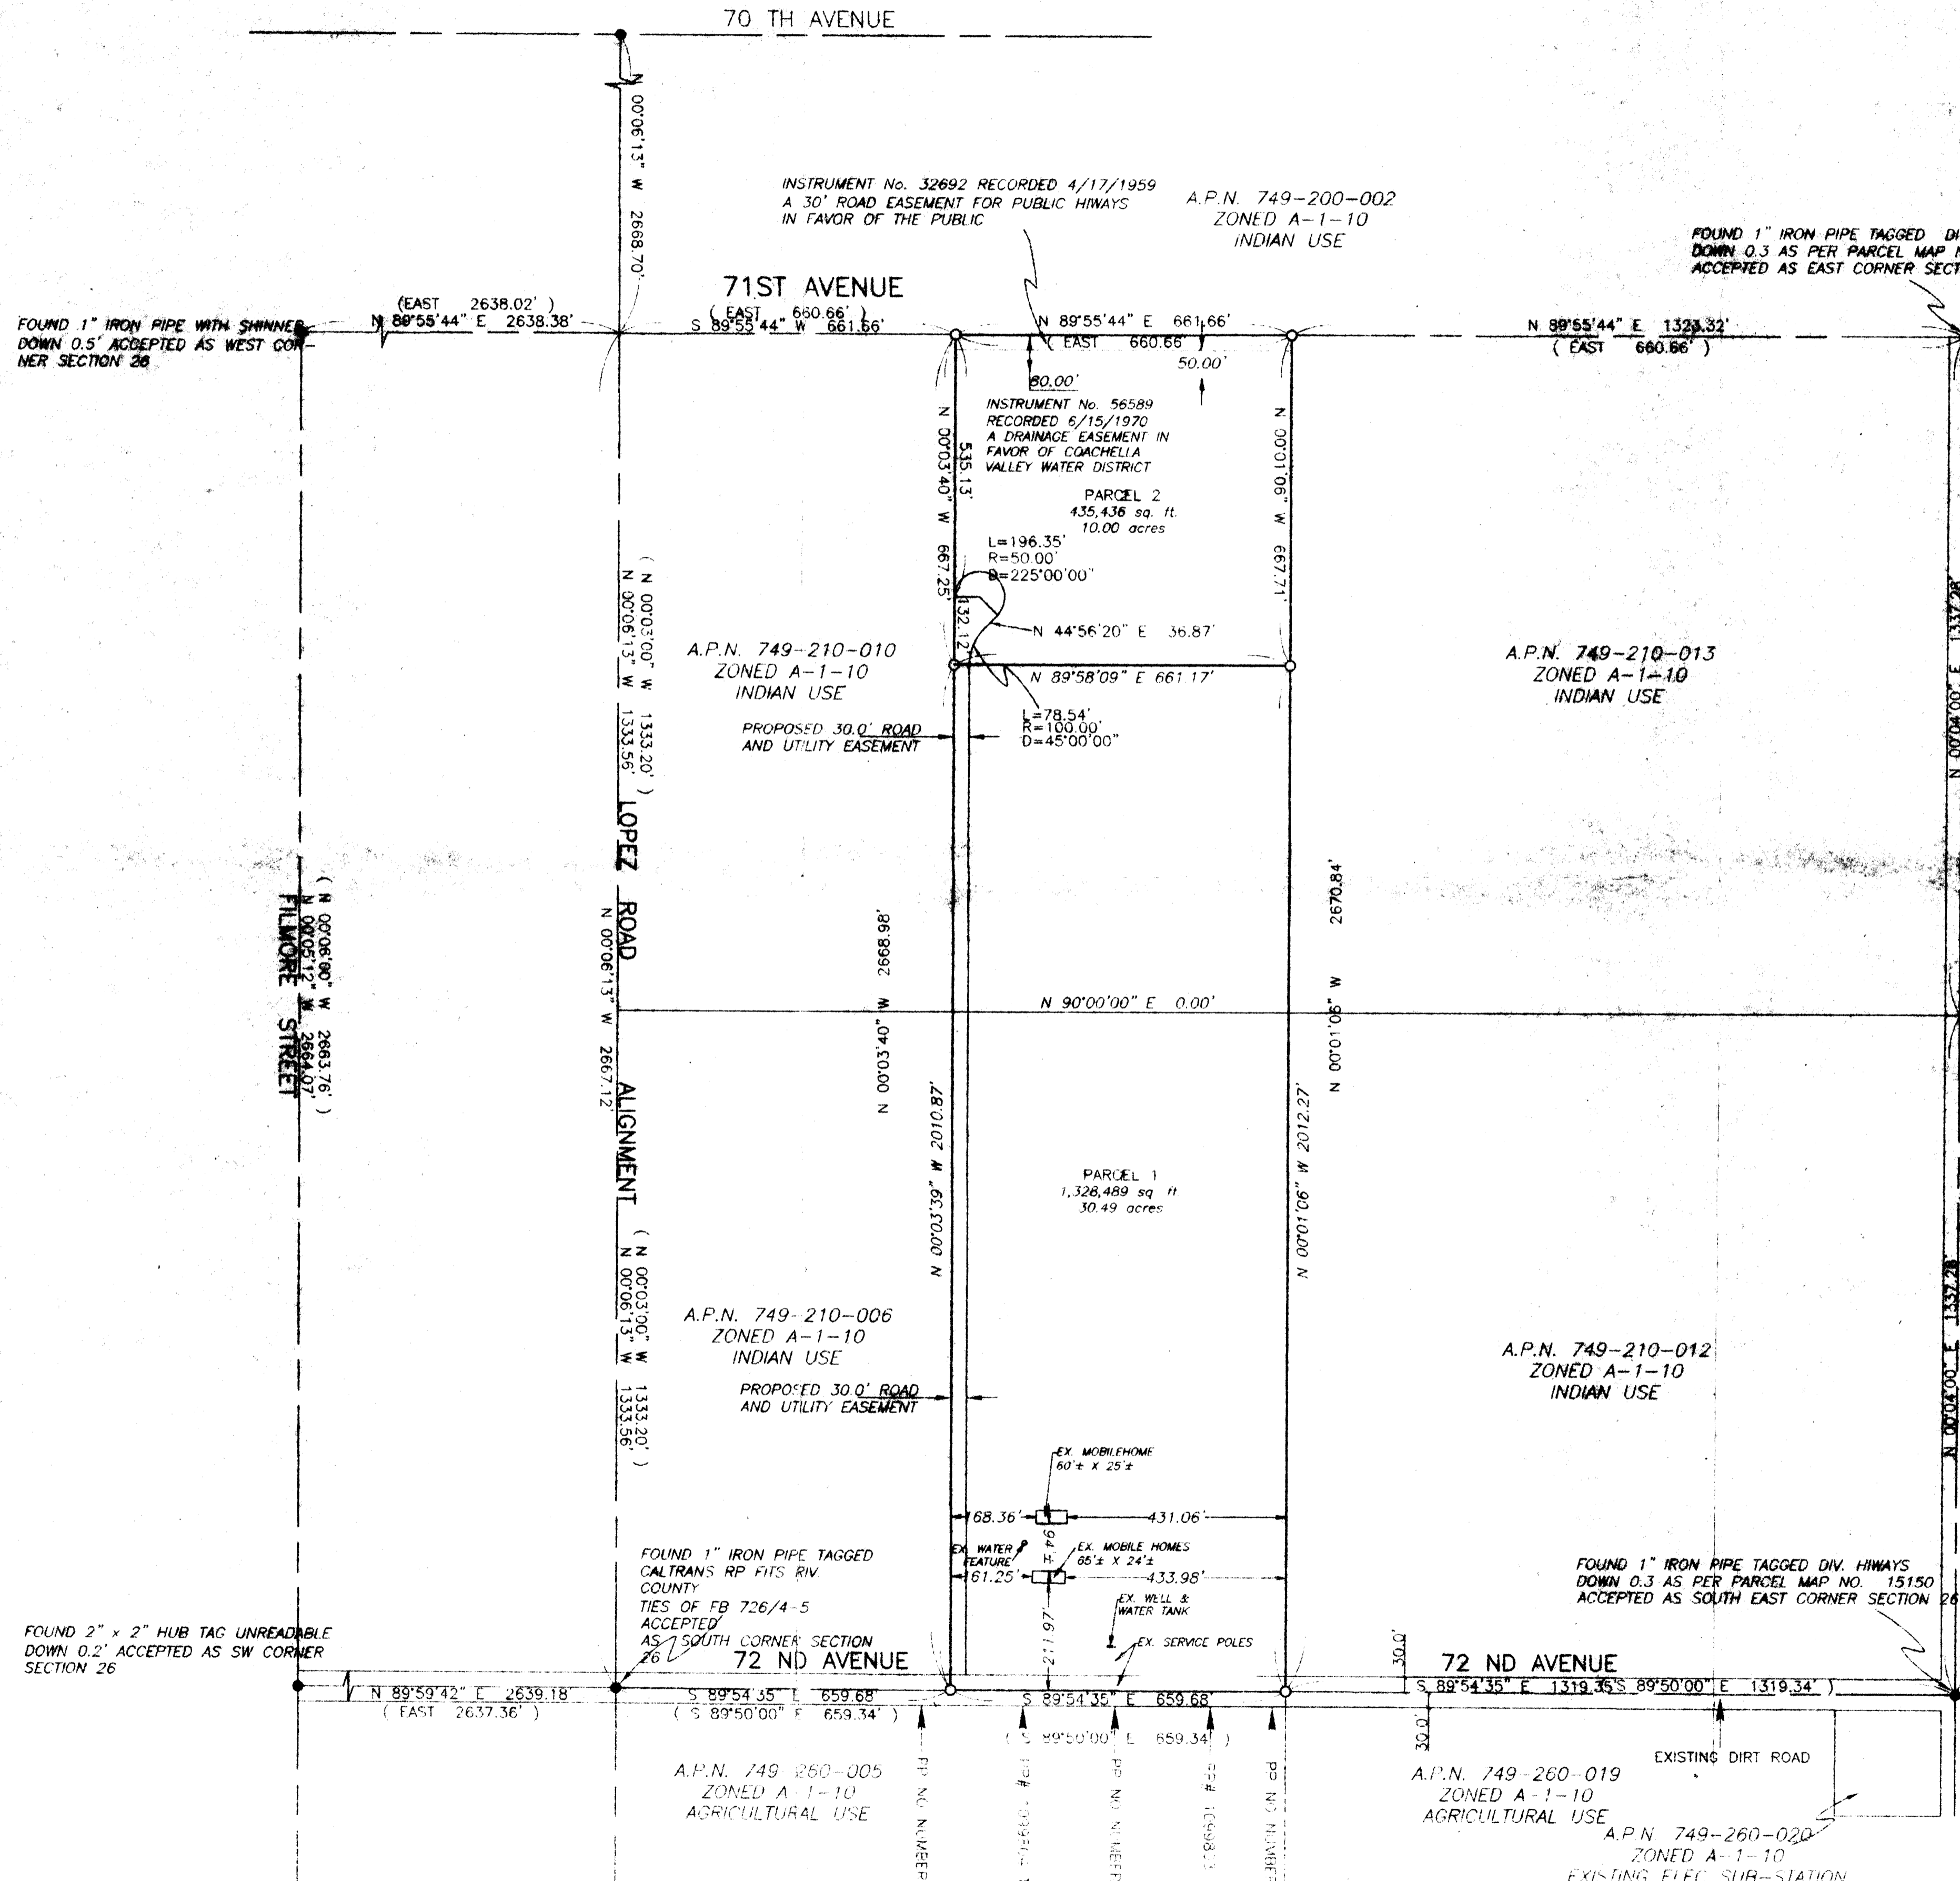 70 TH AVENUE
N 00°06'13" W 2668.70'
INSTRUMENT No. 32692 RECORDED 4/17/1959
A 30' ROAD EASEMENT FOR PUBLIC HIWAYS
IN FAVOR OF THE PUBLIC
A.P.N. 749-200-002
ZONED A-1-10
INDIAN USE
FOUND 1" IRON PIPE TAGGED
DOWN 0.3 AS PER PARCEL MAP
ACCEPTED AS EAST CORNER
71ST AVENUE
FOUND 1" IRON PIPE WITH SHINNER
DOWN 0.5' ACCEPTED AS WEST COR-
NER SECTION 26
(EAST 2638.02' )
N 89°55'44" E 2638.38'
( EAST 660.66' )
S 89°55'44" W 661.66'
N 89°55'44" E 661.66'
( EAST 660.66' )
N 89°55'44" E 1323.32'
( EAST 660.66' )
80.00'
50.00'
INSTRUMENT No. 56589
RECORDED 6/15/1970
A DRAINAGE EASEMENT IN
FAVOR OF COACHELLA
VALLEY WATER DISTRICT
N 00°03'40" W 667.25'
535.13'
132.12'
N 00°01'06" W 667.71'
PARCEL 2
435,436 sq. ft.
10.00 acres
L=196.35'
R=50.00'
D=225°00'00"
N 44°56'20" E 36.87'
N 89°58'09" E 661.17'
L=78.54'
R=100.00'
D=45°00'00"
( N 00°03'00" W 1333.20' )
N 00°06'13" W 1333.56'
A.P.N. 749-210-010
ZONED A-1-10
INDIAN USE
PROPOSED 30.0' ROAD
AND UTILITY EASEMENT
A.P.N. 749-210-013
ZONED A-1-10
INDIAN USE
N 00°04'00" E 1337.28'
LOPEZ ROAD ALIGNMENT
N 00°06'13" W 2667.12'
( N 00°06'00" W 2663.76' )
N 00°05'12" W 2664.07'
FILMORE STREET
N 00°03'40" W 2668.98'
N 90°00'00" E 0.00'
N 00°01'06" W 2670.84'
N 00°03'39" W 2010.87'
N 00°01'06" W 2012.27'
PARCEL 1
1,328,489 sq ft.
30.49 acres
( N 00°03'00" W 1333.20' )
N 00°06'13" W 1333.56'
A.P.N. 749-210-006
ZONED A-1-10
INDIAN USE
PROPOSED 30.0' ROAD
AND UTILITY EASEMENT
A.P.N. 749-210-012
ZONED A-1-10
INDIAN USE
N 00°04'00" E 1337.28'
EX. MOBILEHOME
60'± X 25'±
168.36'
431.06'
94'±
EX. WATER
FEATURE
EX. MOBILE HOMES
65'± X 24'±
161.25'
433.98'
EX. WELL &
WATER TANK
211.97'
EX. SERVICE POLES
FOUND 1" IRON PIPE TAGGED
CALTRANS RP FITS RIV
COUNTY
TIES OF FB 726/4-5
ACCEPTED
AS SOUTH CORNER SECTION
26
FOUND 1" IRON PIPE TAGGED DIV. HIWAYS
DOWN 0.3 AS PER PARCEL MAP NO. 15150
ACCEPTED AS SOUTH EAST CORNER SECTION 26
FOUND 2" x 2" HUB TAG UNREADABLE
DOWN 0.2' ACCEPTED AS SW CORNER
SECTION 26
72 ND AVENUE
30.0'
72 ND AVENUE
N 89°59'42" E 2639.18'
( EAST 2637.36' )
S 89°54'35" E 659.68'
( S 89°50'00" E 659.34' )
S 89°54'35" E 659.68'
( S 89°50'00" E 659.34' )
S 89°54'35" E 1319.35'
S 89°50'00" E 1319.34' )
30.0'
EXISTING DIRT ROAD
A.P.N. 749-260-005
ZONED A-1-10
AGRICULTURAL USE
PP NO NUMBER
PP#
PP NO NUMBER
PP NO NUMBER
A.P.N. 749-260-019
ZONED A-1-10
AGRICULTURAL USE
A.P.N 749-260-020
ZONED A-1-10
EXISTING ELEC SUB-STATION